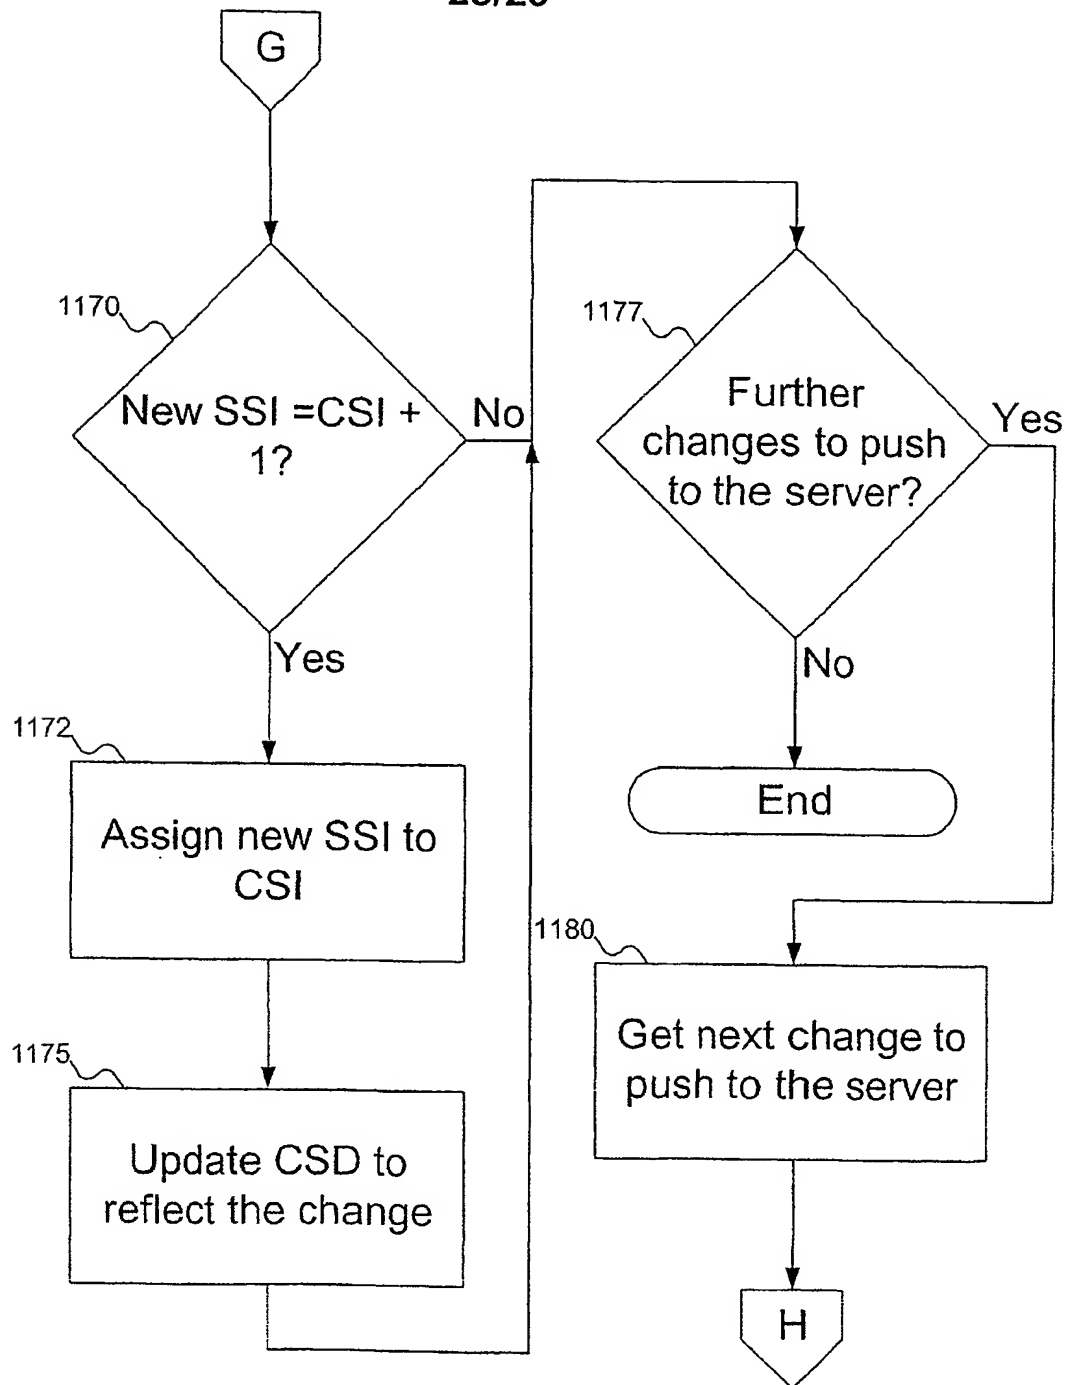 G
1170
New SSI =CSI +
1?
No
Yes
1172
Assign new SSI to
CSI
1175
Update CSD to
reflect the change
1177
Further
changes to push
to the server?
Yes
No
End
1180
Get next change to
push to the server
H